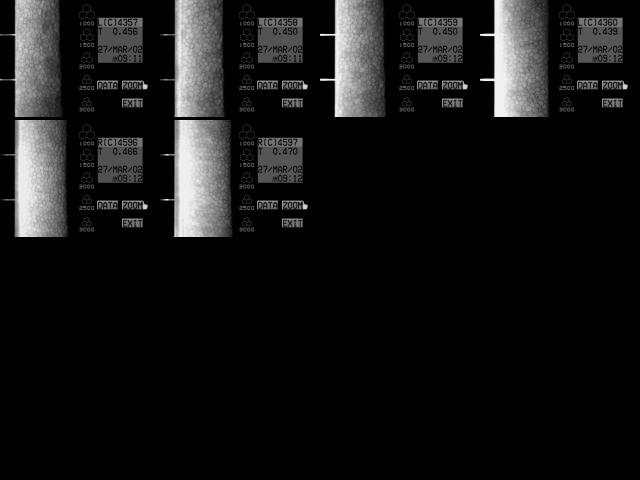 1000
L(C)4357
T 0.456
1500
27/MAR/02
09:11
2000
DATA ZOOM
2500
EXIT
3000
1000
L(C)4358
T 0.450
1500
27/MAR/02
09:11
2000
DATA ZOOM
2500
EXIT
3000
1000
L(C)4359
T 0.450
1500
27/MAR/02
09:12
2000
DATA ZOOM
2500
EXIT
3000
1000
L(C)4360
T 0.439
1500
27/MAR/02
09:12
2000
DATA ZOOM
2500
EXIT
3000
1000
R(C)4596
T 0.466
1500
27/MAR/02
09:12
2000
DATA ZOOM
2500
EXIT
3000
1000
R(C)4597
T 0.470
1500
27/MAR/02
09:12
2000
DATA ZOOM
2500
EXIT
3000